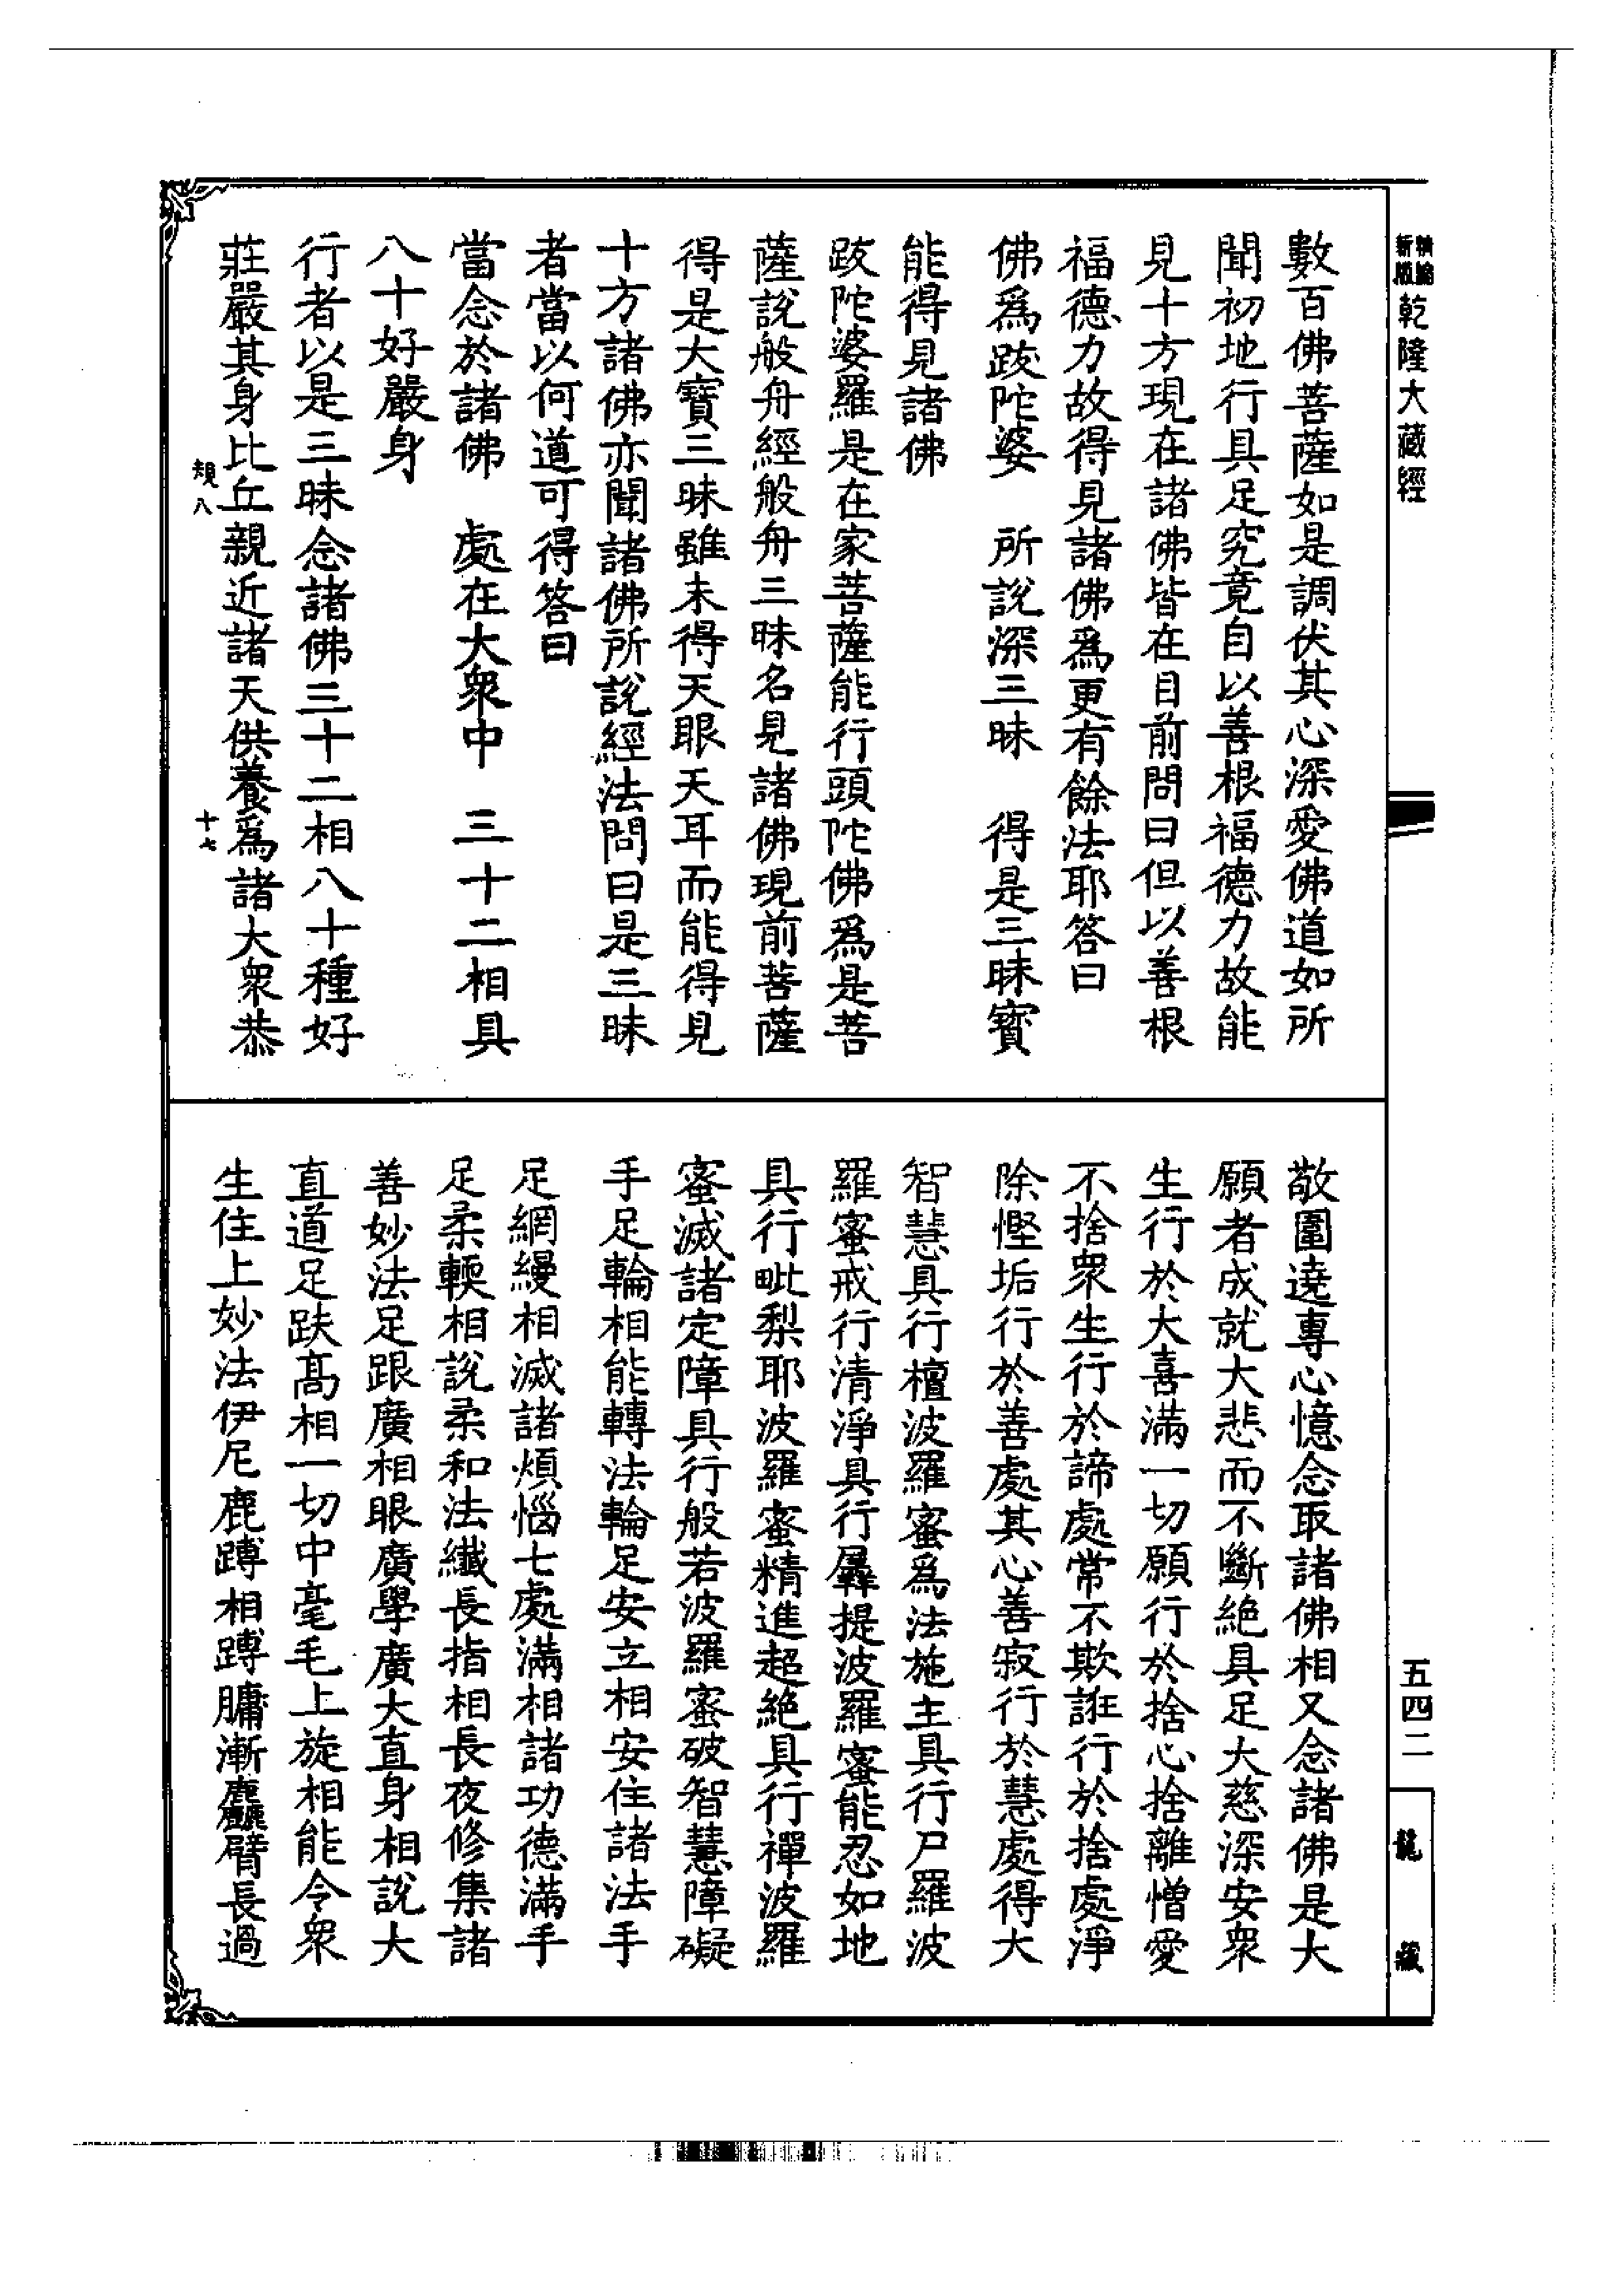 精編新版乾隆大藏經
數百佛菩薩如是調伏其心深愛佛道如所
聞初地行具足究竟自以善根福德力故能
見十方現在諸佛皆在目前問曰但以善根
福德力故得見諸佛爲更有餘法耶答曰
佛爲跋陀婆　所說深三昧　得是三昧寶
能得見諸佛
跋陀婆羅是在家菩薩能行頭陀佛爲是菩
薩說般舟經般舟三昧名見諸佛現前菩薩
得是大寶三昧雖未得天眼天耳而能得見
十方諸佛亦聞諸佛所說經法問曰是三昧
者當以何道可得答曰
當念於諸佛　處在大衆中　三十二相具
八十好嚴身
行者以是三昧念諸佛三十二相八十種好
莊嚴其身比丘親近諸天供養爲諸大衆恭
規八　十七
敬圍遶專心憶念取諸佛相又念諸佛是大
願者成就大悲而不斷絕具足大慈深安衆
生行於大喜滿一切願行於捨心捨離憎愛
不捨衆生行於諦處常不欺誑行於捨處淨
除慳垢行於善處其心善寂行於慧處得大
智慧具行檀波羅蜜爲法施主具行尸羅波
羅蜜戒行清淨具行羼提波羅蜜能忍如地
具行毗梨耶波羅蜜精進超絕具行禪波羅
蜜滅諸定障具行般若波羅蜜破智慧障礙
手足輪相能轉法輪足安立相安住諸法手
足網縵相滅諸煩惱七處滿相諸功德滿手
足柔輭相說柔和法纖長指相長夜修集諸
善妙法足跟廣相眼廣學廣大直身相說大
直道足趺高相一切中毫毛上旋相能令衆
生住上妙法伊尼鹿蹲相蹲膊漸麤臂長過
五四二
龍藏